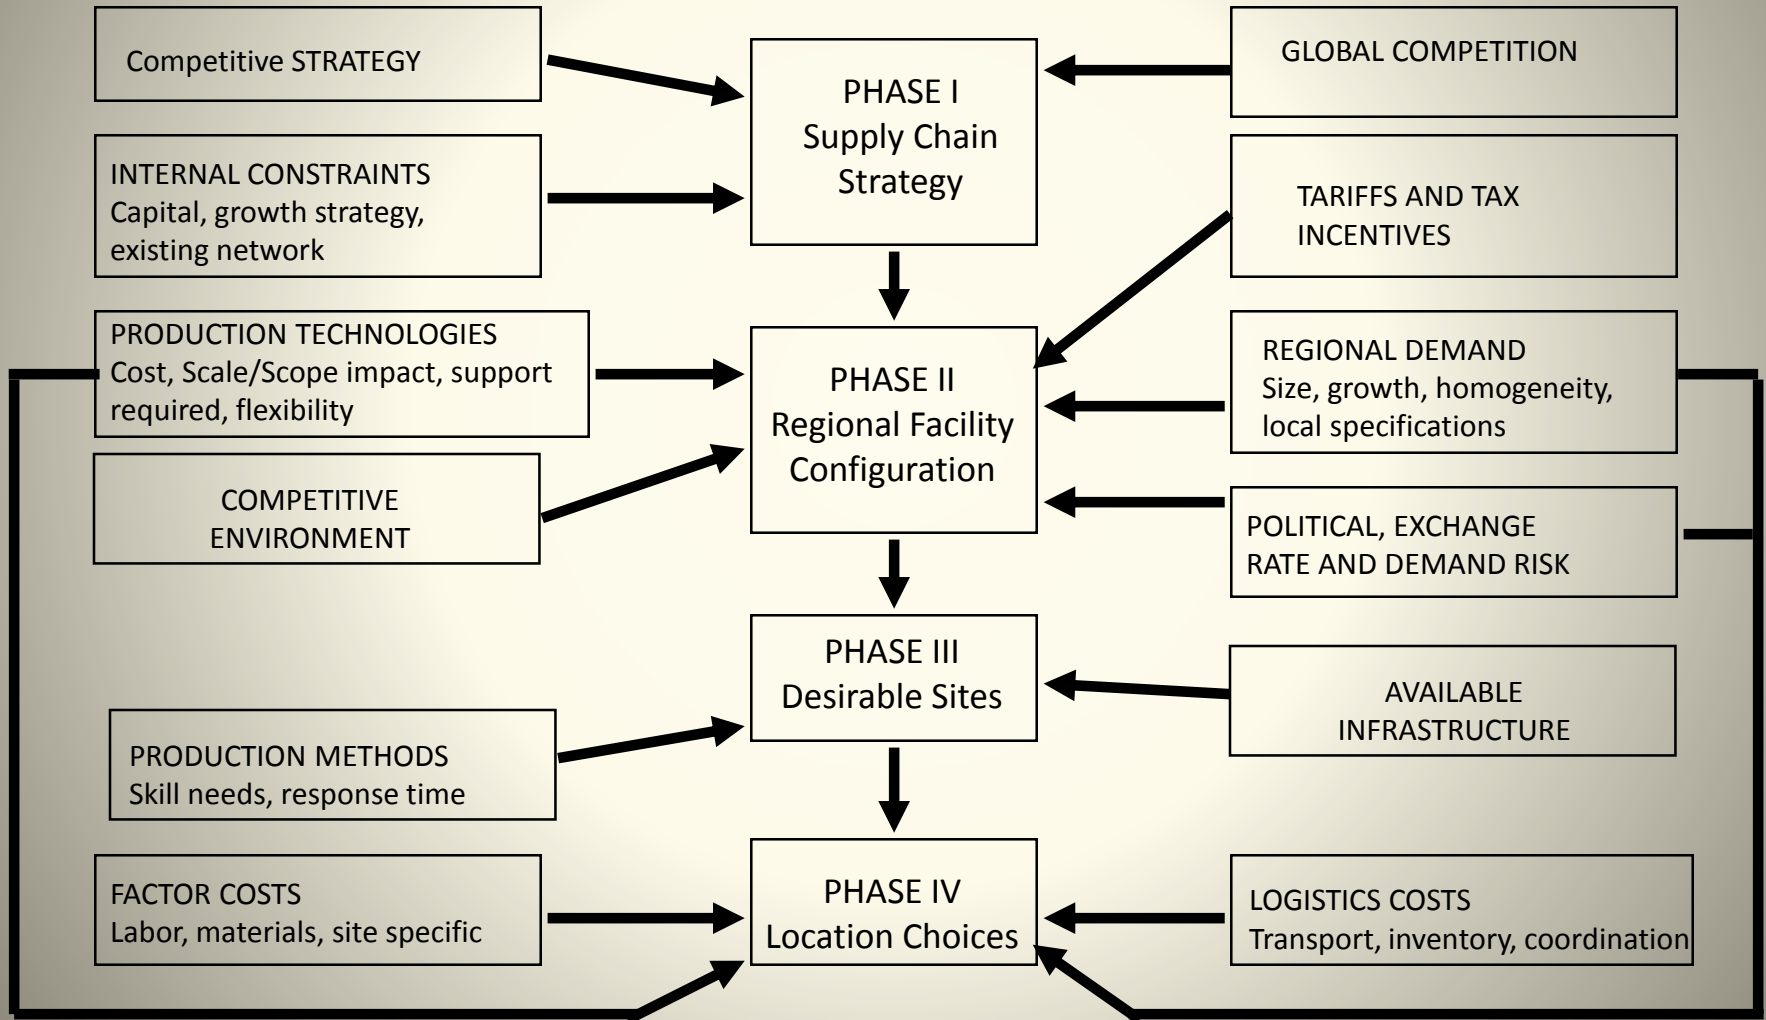 Competitive STRATEGY
PHASE I
Supply Chain
Strategy
GLOBAL COMPETITION
INTERNAL CONSTRAINTS
Capital, growth strategy,
existing network
TARIFFS AND TAX
INCENTIVES
PRODUCTION TECHNOLOGIES
Cost, Scale/Scope impact, support
required, flexibility
PHASE II
Regional Facility
Configuration
REGIONAL DEMAND
Size, growth, homogeneity,
local specifications
COMPETITIVE
ENVIRONMENT
POLITICAL, EXCHANGE
RATE AND DEMAND RISK
PHASE III
Desirable Sites
AVAILABLE
INFRASTRUCTURE
PRODUCTION METHODS
Skill needs, response time
FACTOR COSTS
Labor, materials, site specific
PHASE IV
Location Choices
LOGISTICS COSTS
Transport, inventory, coordination